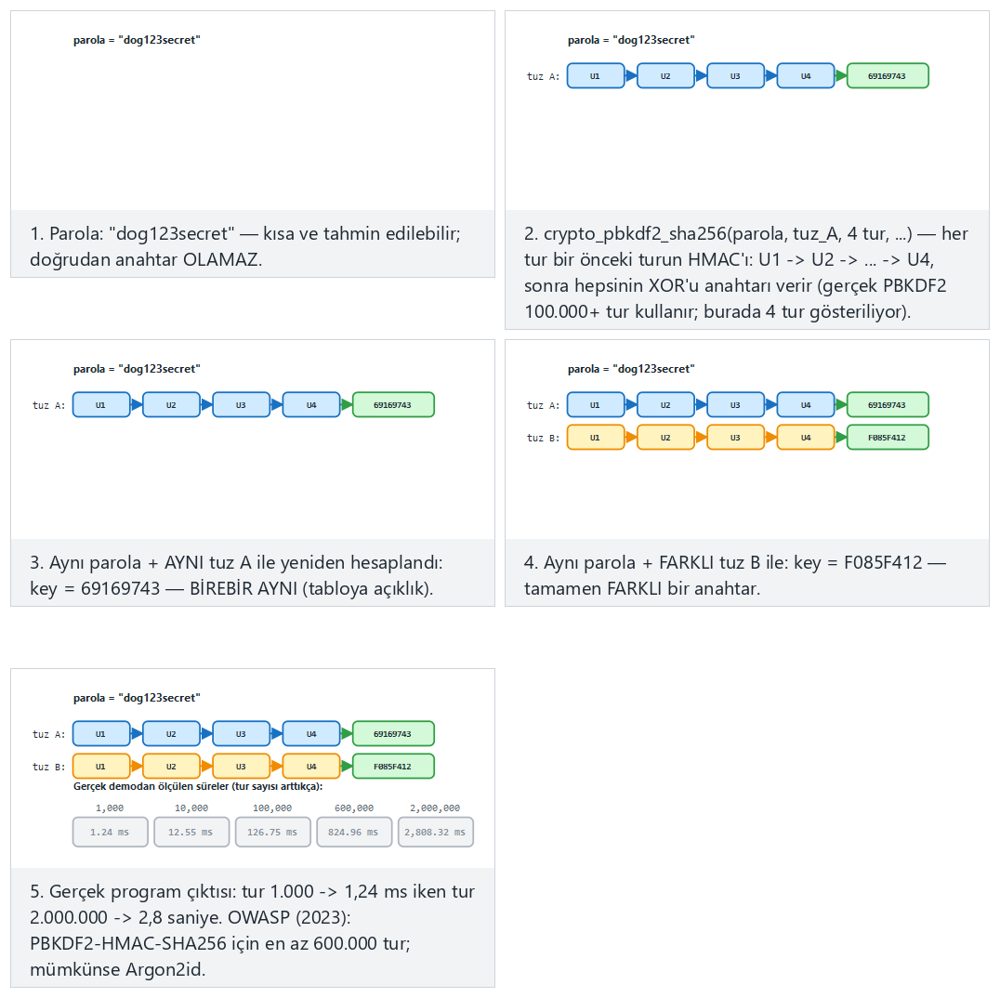 parola = "dog123secret"
1. Parola: "dog123secret" — kısa ve tahmin edilebilir;
doğrudan anahtar OLAMAZ.
parola = "dog123secret"
tuz A: U1 U2 U3 U4 69169743
2. crypto_pbkdf2_sha256(parola, tuz_A, 4 tur, ...) — her
tur bir önceki turun HMAC'ı: U1 -> U2 -> ... -> U4,
sonra hepsinin XOR'u anahtarı verir (gerçek PBKDF2
100.000+ tur kullanır; burada 4 tur gösteriliyor).
parola = "dog123secret"
tuz A: U1 U2 U3 U4 69169743
3. Aynı parola + AYNI tuz A ile yeniden hesaplandı:
key = 69169743 — BİREBİR AYNI (tabloya açıklık).
parola = "dog123secret"
tuz A: U1 U2 U3 U4 69169743
tuz B: U1 U2 U3 U4 F085F412
4. Aynı parola + FARKLI tuz B ile: key = F085F412 —
tamamen FARKLI bir anahtar.
parola = "dog123secret"
tuz A: U1 U2 U3 U4 69169743
tuz B: U1 U2 U3 U4 F085F412
Gerçek demodan ölçülen süreler (tur sayısı arttıkça):
1,000 10,000 100,000 600,000 2,000,000
1.24 ms 12.55 ms 126.75 ms 824.96 ms 2,808.32 ms
5. Gerçek program çıktısı: tur 1.000 -> 1,24 ms iken tur
2.000.000 -> 2,8 saniye. OWASP (2023):
PBKDF2-HMAC-SHA256 için en az 600.000 tur;
mümkünse Argon2id.